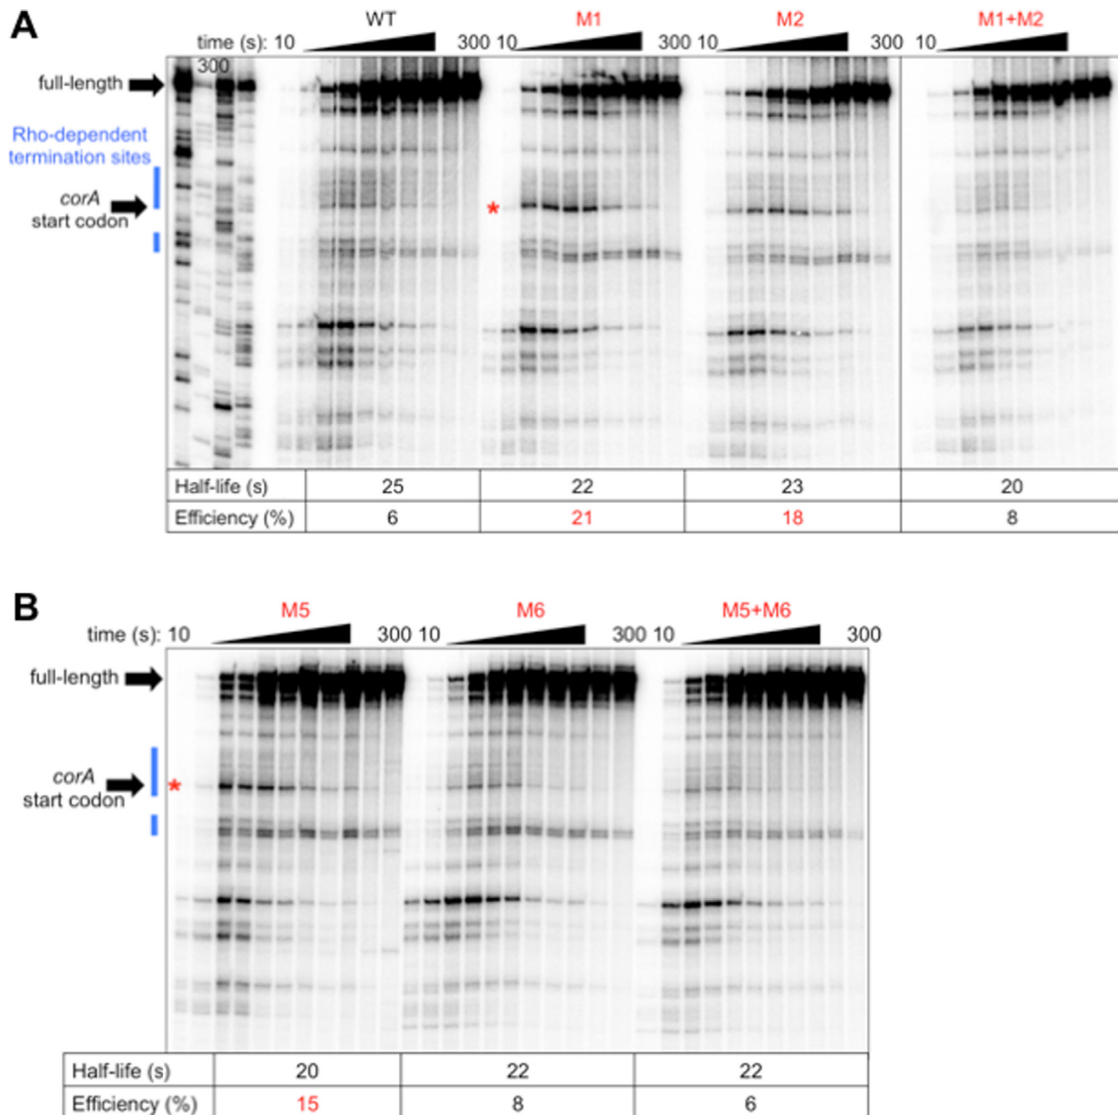 A
WT M1 M2 M1+M2
time (s): 10 300 10 300 10 300 10
300
full-length
Rho-dependent
termination sites
corA
start codon
*
Half-life (s) 25 22 23 20
Efficiency (%) 6 21 18 8
B
M5 M6 M5+M6
time (s): 10 300 10 300 10 300
full-length
corA
start codon
*
Half-life (s) 20 22 22
Efficiency (%) 15 8 6